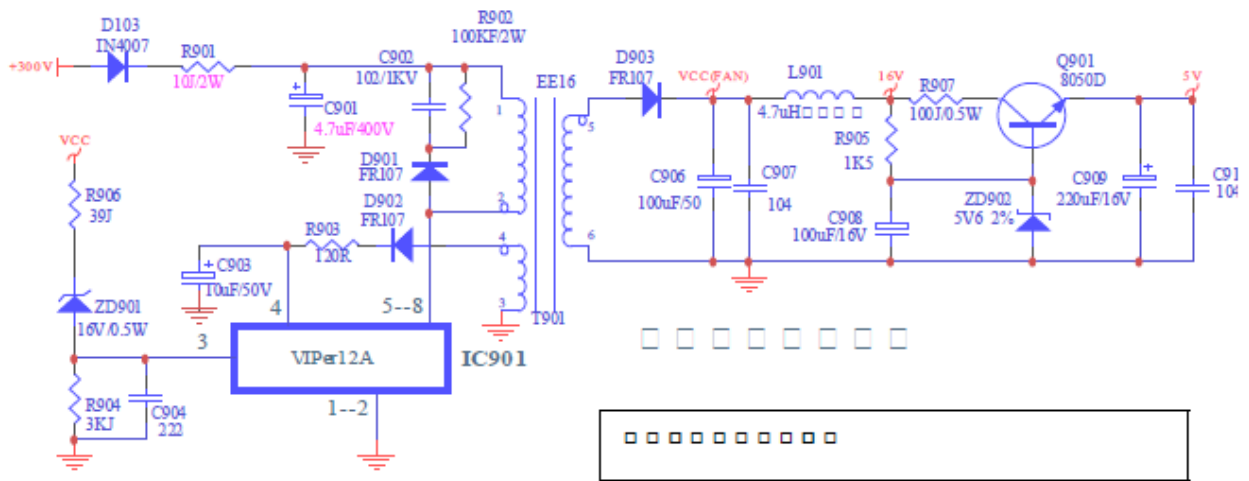 D103
IN4007
+300V
R901
10J/2W
R902
100KF/2W
C902
102/1KV
C901
4.7uF/400V
EE16
1
2
4
3
5
6
T901
D903
FR107
VCC(FAN)
L901
4.7uH
16V
R907
100J/0.5W
Q901
8050D
5V
VCC
R906
39J
D901
FR107
D902
FR107
R903
120R
C903
10uF/50V
R905
1K5
C906
100uF/50
C907
104
C908
100uF/16V
ZD902
5V6 2%
C909
220uF/16V
C91
104
ZD901
16V/0.5W
4
5--8
3
VIPer12A
IC901
1--2
R904
3KJ
C904
222